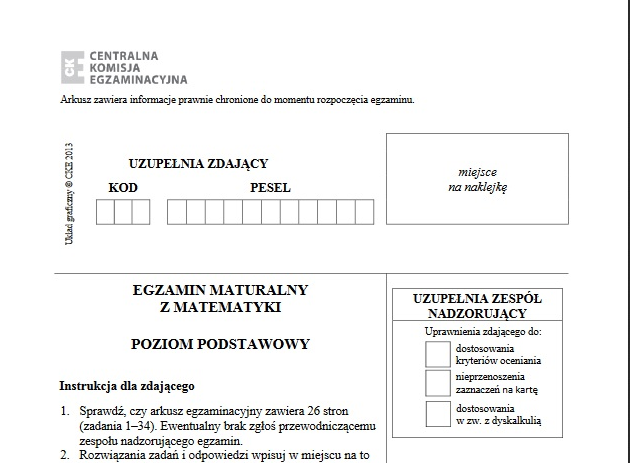 CKE
CENTRALNA
KOMISJA
EGZAMINACYJNA
Arkusz zawiera informacje prawnie chronione do momentu rozpoczęcia egzaminu.
Układ graficzny © CKE 2013
UZUPEŁNIA ZDAJĄCY
KOD PESEL
miejsce
na naklejkę
EGZAMIN MATURALNY
Z MATEMATYKI
POZIOM PODSTAWOWY
Instrukcja dla zdającego
1. Sprawdź, czy arkusz egzaminacyjny zawiera 26 stron
(zadania 1–34). Ewentualny brak zgłoś przewodniczącemu
zespołu nadzorującego egzamin.
2. Rozwiązania zadań i odpowiedzi wpisuj w miejscu na to
UZUPEŁNIA ZESPÓŁ
NADZORUJĄCY
Uprawnienia zdającego do:
dostosowania
kryteriów oceniania
nieprzenoszenia
zaznaczeń na kartę
dostosowania
w zw. z dyskalkulią